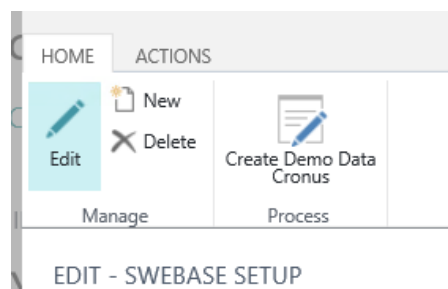 HOME ACTIONS
New
Delete
Edit
Create Demo Data
Cronus
Manage Process
EDIT - SWEBASE SETUP